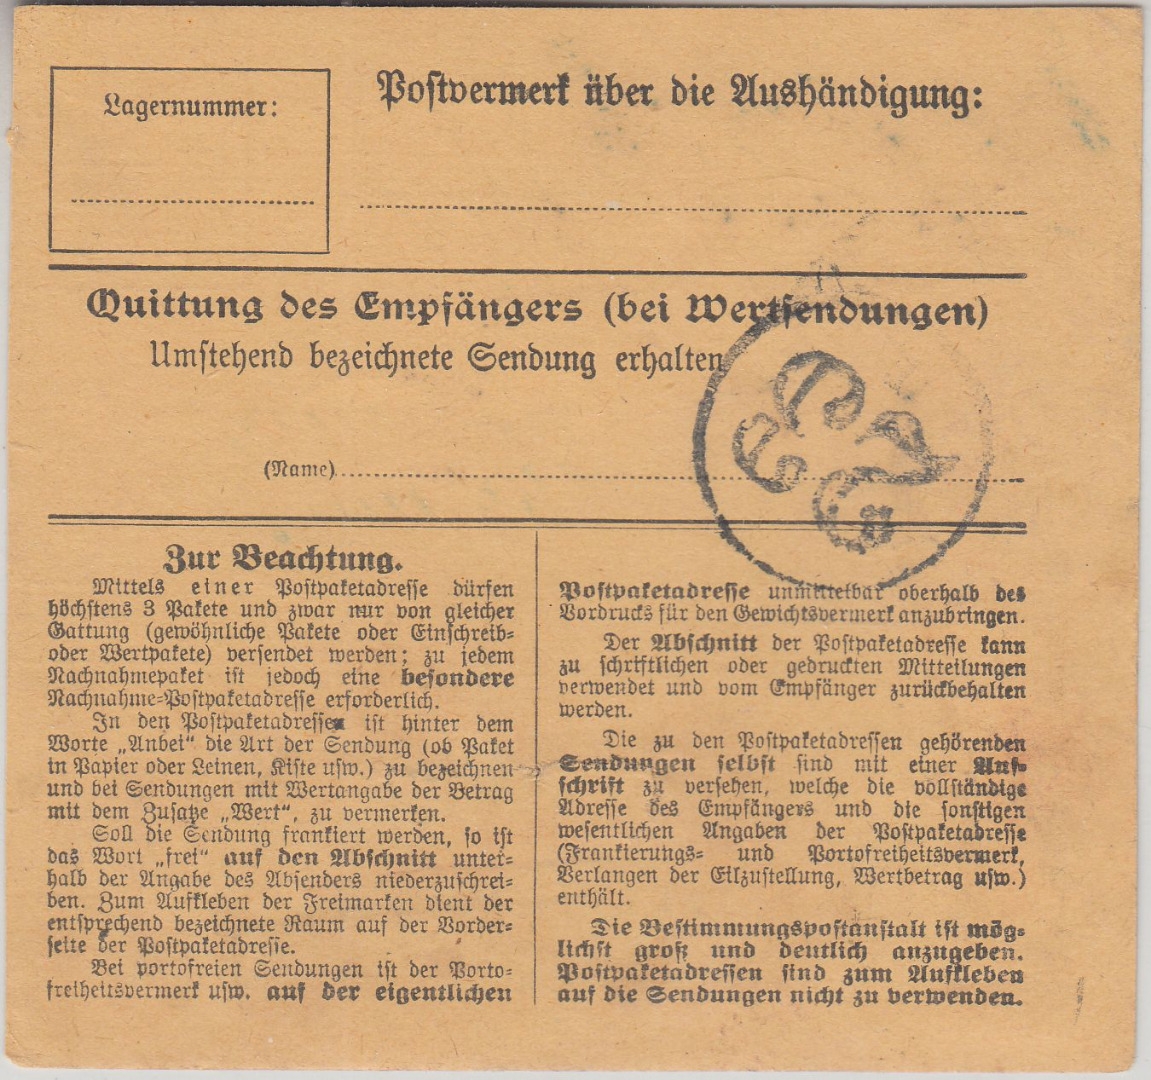 Lagernummer:
Postvermerk über die Aushändigung:
Quittung des Empfängers (bei Wertsendungen)
Umstehend bezeichnete Sendung erhalten
(Name)
Zur Beachtung.
Mittels einer Postpaketadresse dürfen
höchstens 3 Pakete und zwar nur von gleicher
Gattung (gewöhnliche Pakete oder Einschreib-
oder Wertpakete) versendet werden; zu jedem
Nachnahmepaket ist jedoch eine besondere
Nachnahme-Postpaketadresse erforderlich.
In den Postpaketadressen ist hinter dem
Worte „Anbei“ die Art der Sendung (ob Paket
in Papier oder Leinen, Kiste usw.) zu bezeichnen
und bei Sendungen mit Wertangabe der Betrag
mit dem Zusatze „Wert“, zu vermerken.
Soll die Sendung frankiert werden, so ist
das Wort „frei“ auf den Abschnitt unter-
halb der Angabe des Absenders niederzuschrei-
ben. Zum Aufkleben der Freimarken dient der
entsprechend bezeichnete Raum auf der Vorder-
seite der Postpaketadresse.
Bei portofreien Sendungen ist der Porto-
freiheitsvermerk usw. auf der eigentlichen
Postpaketadresse unmittelbar oberhalb des
Vordrucks für den Gewichtsvermerk anzubringen.
Der Abschnitt der Postpaketadresse kann
zu schriftlichen oder gedruckten Mitteilungen
verwendet und vom Empfänger zurückbehalten
werden.
Die zu den Postpaketadressen gehörenden
Sendungen selbst sind mit einer Auf-
schrift zu versehen, welche die vollständige
Adresse des Empfängers und die sonstigen
wesentlichen Angaben der Postpaketadresse
(Frankierungs- und Portofreiheitsvermerk,
Verlangen der Eilzustellung, Wertbetrag usw.)
enthält.
Die Bestimmungspostanstalt ist mög-
lichst groß und deutlich anzugeben.
Postpaketadressen sind zum Aufkleben
auf die Sendungen nicht zu verwenden.